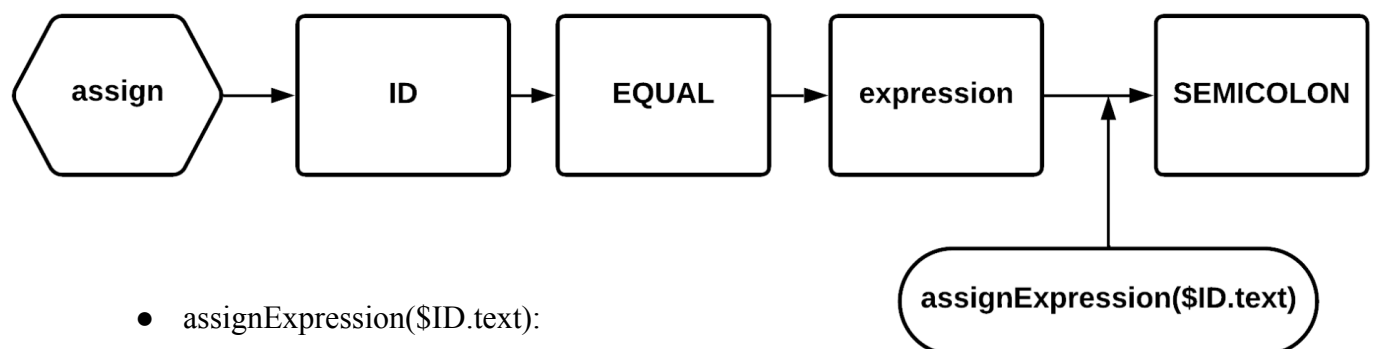 assign
ID
EQUAL
expression
SEMICOLON
assignExpression($ID.text)
● assignExpression($ID.text):